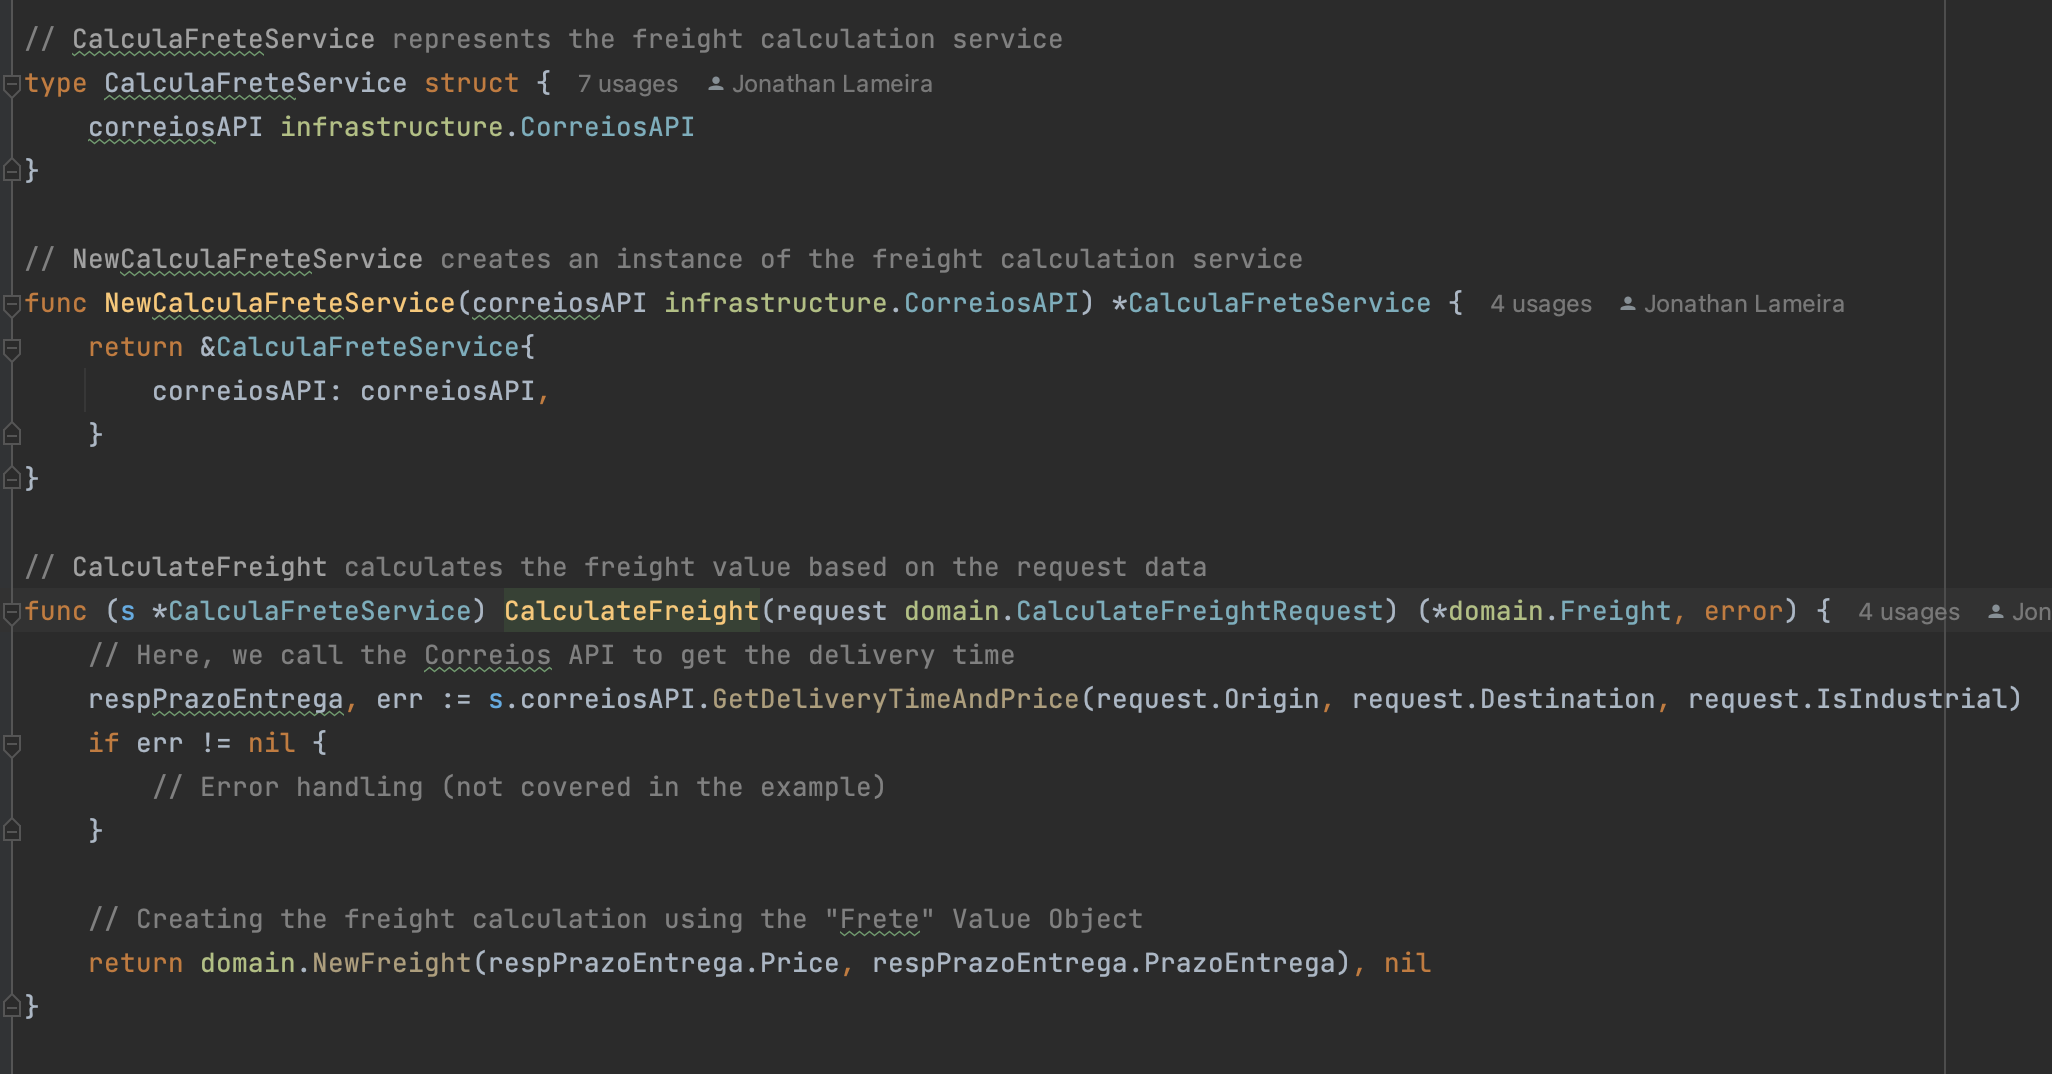 // CalculaFreteService represents the freight calculation service
type CalculaFreteService struct { 7 usages Jonathan Lameira
correiosAPI infrastructure.CorreiosAPI
}
// NewCalculaFreteService creates an instance of the freight calculation service
func NewCalculaFreteService(correiosAPI infrastructure.CorreiosAPI) *CalculaFreteService { 4 usages Jonathan Lameira
return &CalculaFreteService{
correiosAPI: correiosAPI,
}
}
// CalculateFreight calculates the freight value based on the request data
func (s *CalculaFreteService) CalculateFreight(request domain.CalculateFreightRequest) (*domain.Freight, error) { 4 usages Jon
// Here, we call the Correios API to get the delivery time
respPrazoEntrega, err := s.correiosAPI.GetDeliveryTimeAndPrice(request.Origin, request.Destination, request.IsIndustrial)
if err != nil {
// Error handling (not covered in the example)
}
// Creating the freight calculation using the "Frete" Value Object
return domain.NewFreight(respPrazoEntrega.Price, respPrazoEntrega.PrazoEntrega), nil
}